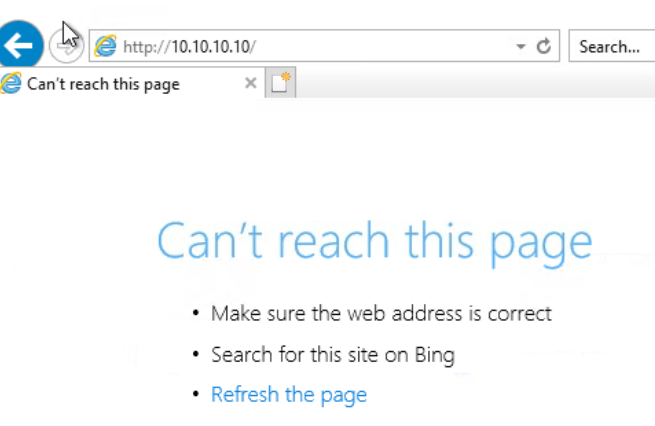 http://10.10.10.10/
Search...
Can't reach this page
Can't reach this page
• Make sure the web address is correct
• Search for this site on Bing
• Refresh the page